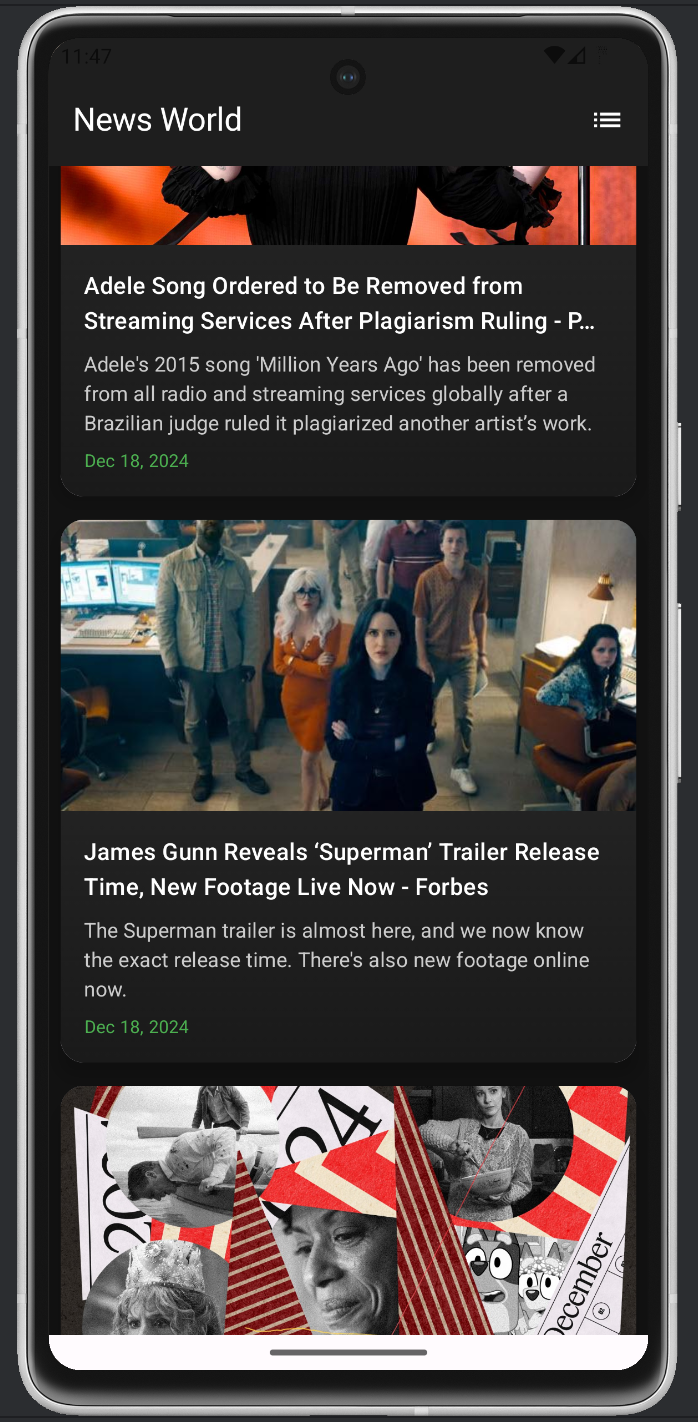 11:47
News World
Adele Song Ordered to Be Removed from
Streaming Services After Plagiarism Ruling - P…
Adele's 2015 song 'Million Years Ago' has been removed
from all radio and streaming services globally after a
Brazilian judge ruled it plagiarized another artist’s work.
Dec 18, 2024
James Gunn Reveals ‘Superman’ Trailer Release
Time, New Footage Live Now - Forbes
The Superman trailer is almost here, and we now know
the exact release time. There's also new footage online
now.
Dec 18, 2024
24
20
December